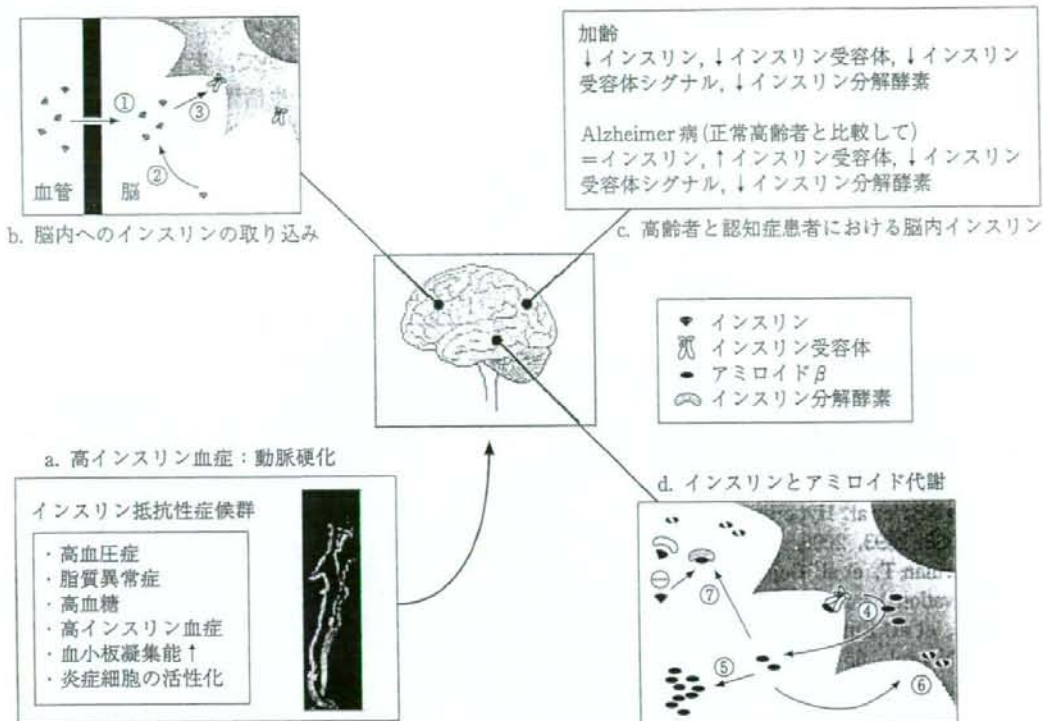 ①
③
②
血管
脳
b. 脳内へのインスリンの取り込み
加齢
↓インスリン, ↓インスリン受容体, ↓インスリン
受容体シグナル, ↓インスリン分解酵素
Alzheimer 病(正常高齢者と比較して)
=インスリン, ↑インスリン受容体, ↓インスリン
受容体シグナル, ↓インスリン分解酵素
c. 高齢者と認知症患者における脳内インスリン
インスリン
インスリン受容体
アミロイドβ
インスリン分解酵素
a. 高インスリン血症：動脈硬化
インスリン抵抗性症候群
・高血圧症
・脂質異常症
・高血糖
・高インスリン血症
・血小板凝集能↑
・炎症細胞の活性化
d. インスリンとアミロイド代謝
⑦
④
⑤
⑥